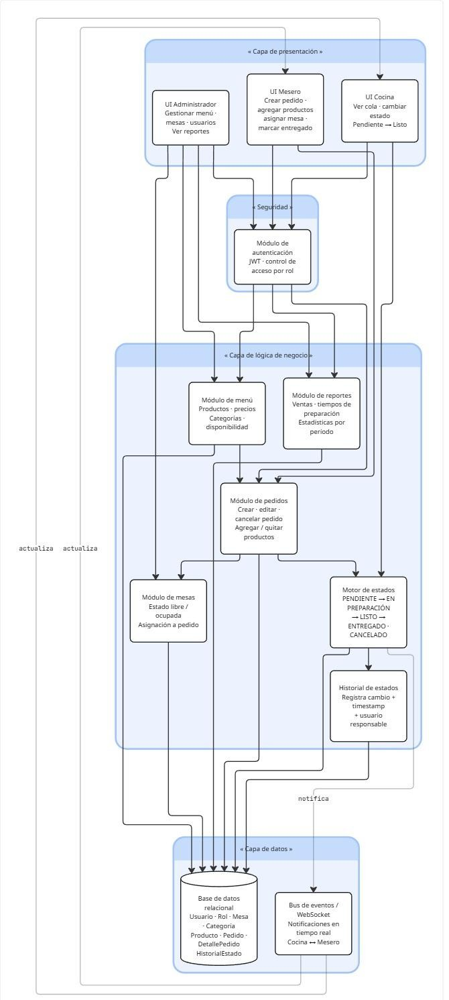 « Capa de presentación »
UI Administrador
Gestionar menú ·
mesas · usuarios
Ver reportes
UI Mesero
Crear pedido ·
agregar productos
asignar mesa ·
marcar entregado
UI Cocina
Ver cola · cambiar
estado
Pendiente → Listo
« Seguridad »
Módulo de
autenticación
JWT · control de
acceso por rol
« Capa de lógica de negocio »
Módulo de menú
Productos · precios
Categorías ·
disponibilidad
Módulo de reportes
Ventas · tiempos de
preparación
Estadísticas por
período
Módulo de pedidos
Crear · editar ·
cancelar pedido
Agregar / quitar
productos
actualiza
actualiza
Módulo de mesas
Estado libre /
ocupada
Asignación a pedido
Motor de estados
PENDIENTE → EN
PREPARACIÓN
→ LISTO →
ENTREGADO ·
CANCELADO
Historial de estados
Registra cambio +
timestamp
+ usuario
responsable
notifica
« Capa de datos »
Base de datos
relacional
Usuario · Rol · Mesa
· Categoría
Producto · Pedido ·
DetallePedido
HistorialEstado
Bus de eventos /
WebSocket
Notificaciones en
tiempo real
Cocina ↔ Mesero